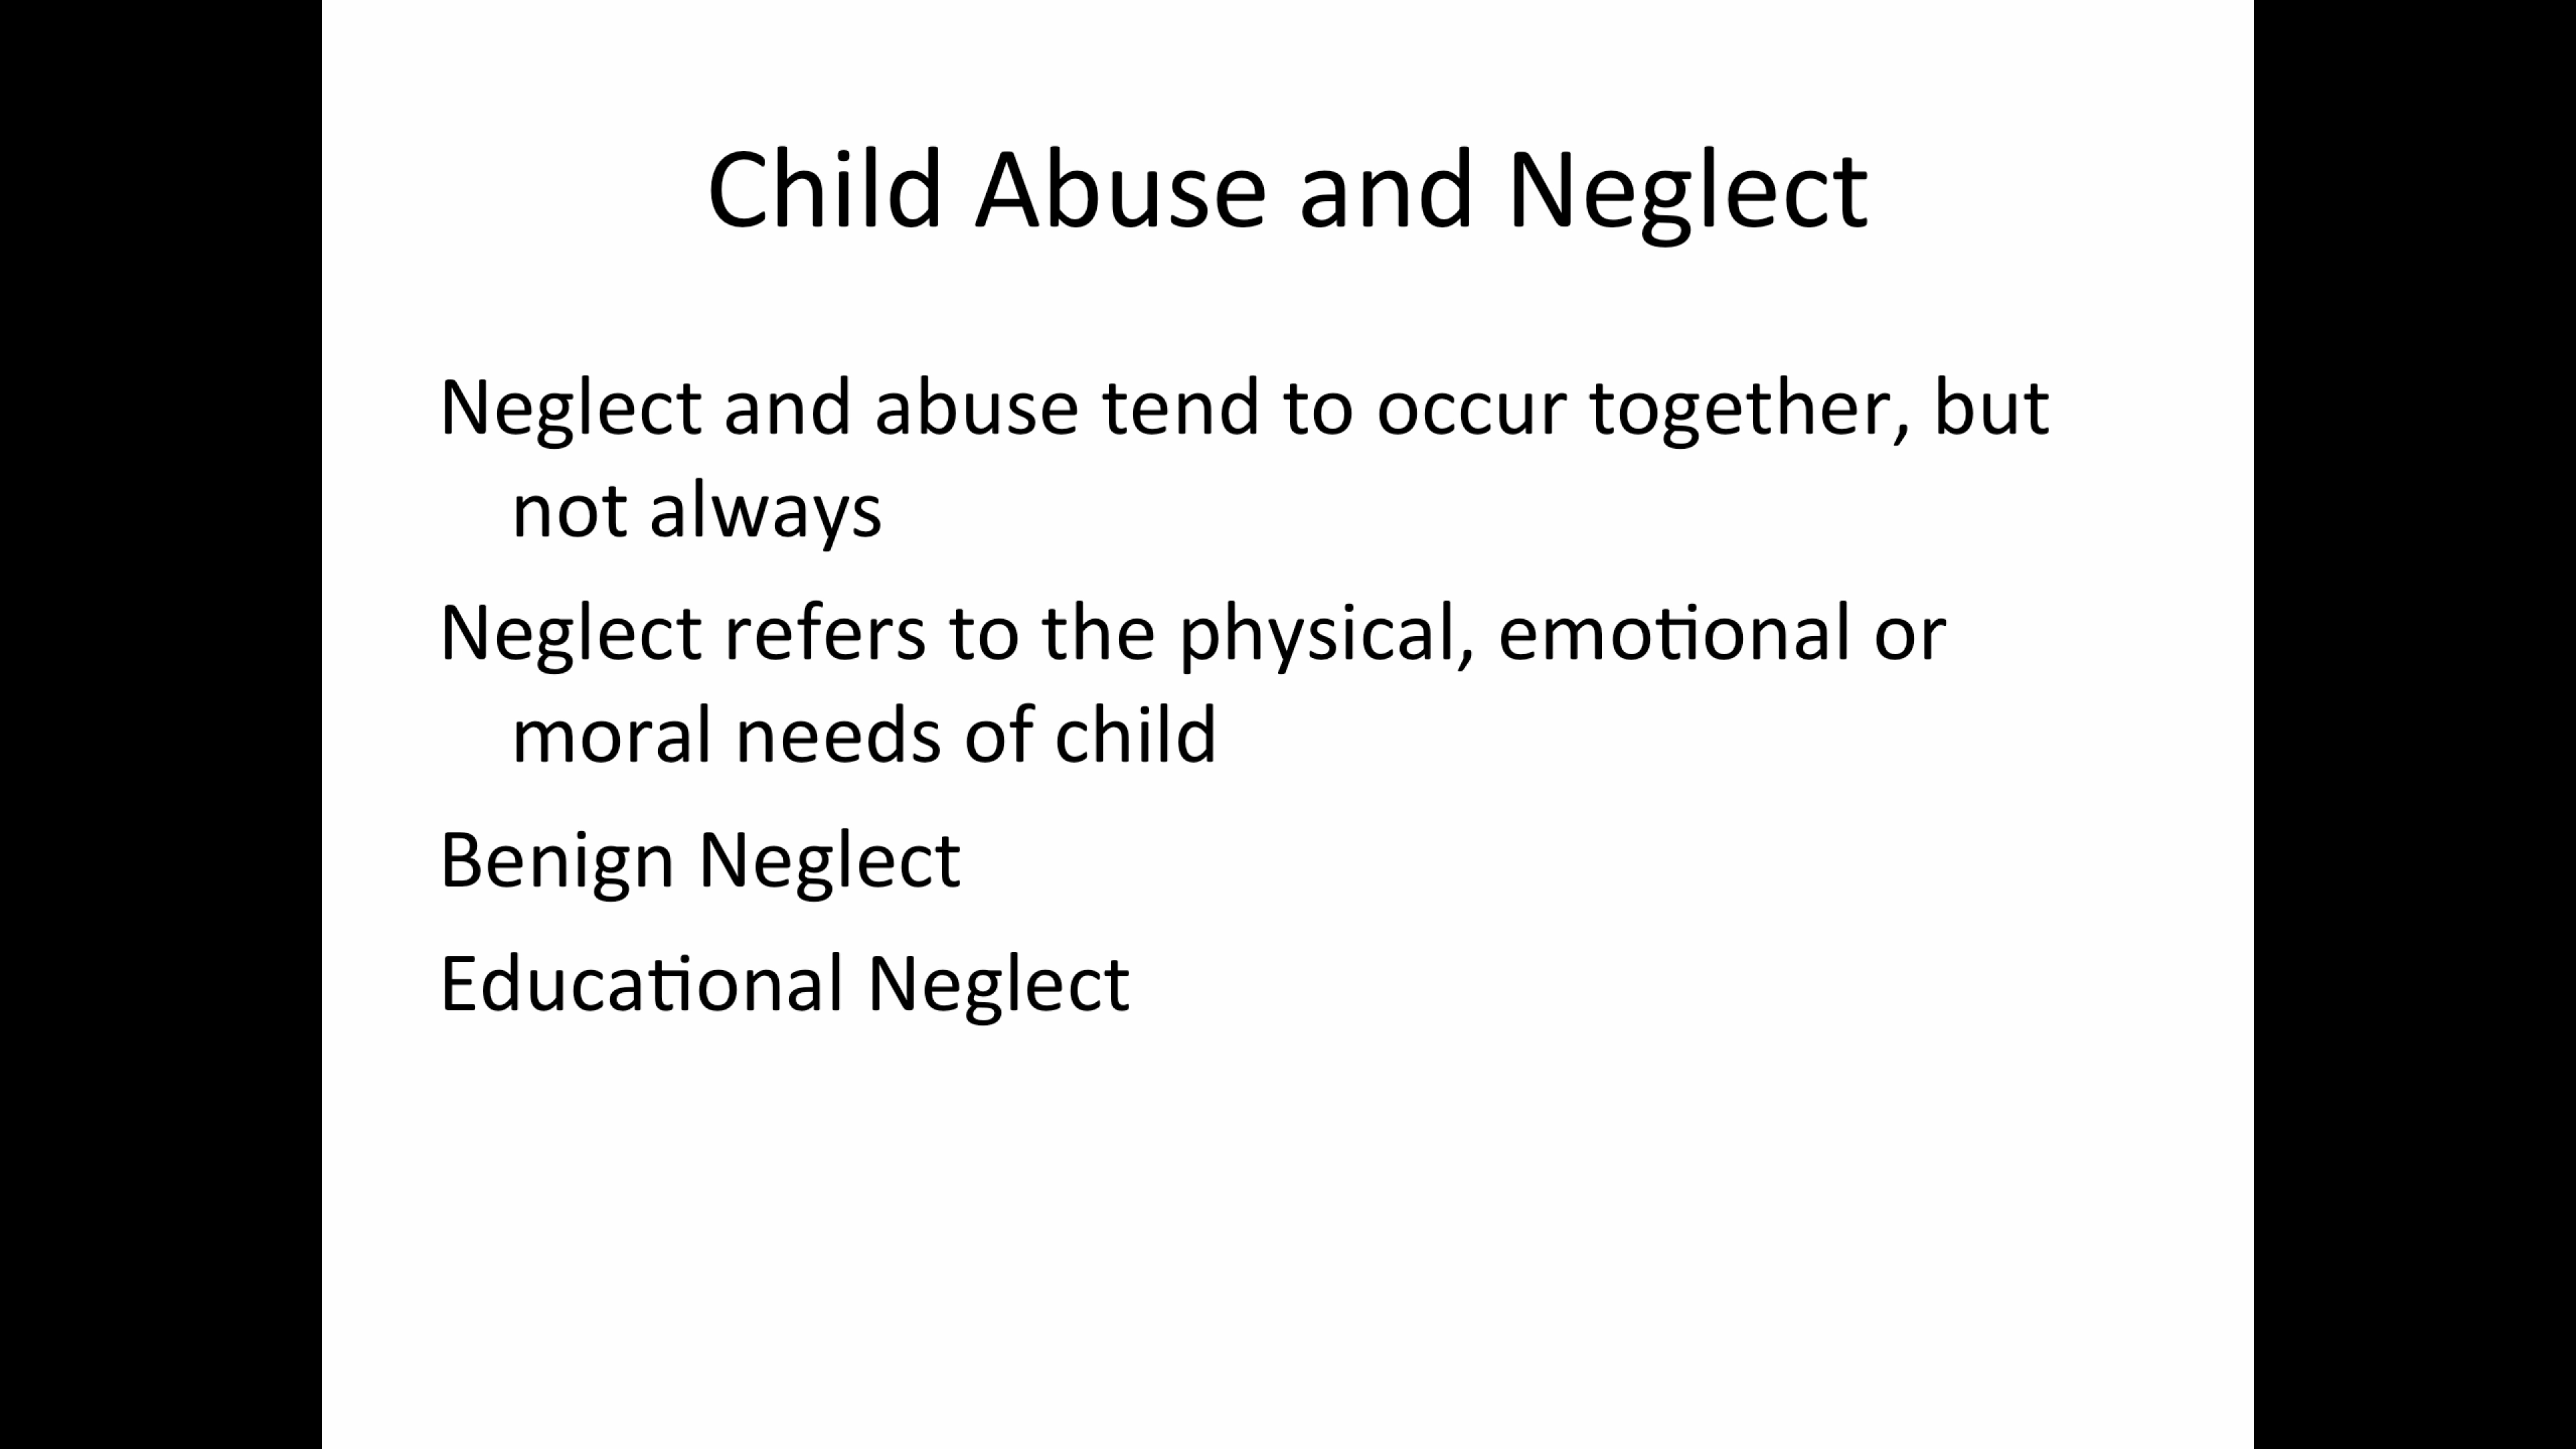 Child Abuse and Neglect
Neglect and abuse tend to occur together, but
not always
Neglect refers to the physical, emotional or
moral needs of child
Benign Neglect
Educational Neglect